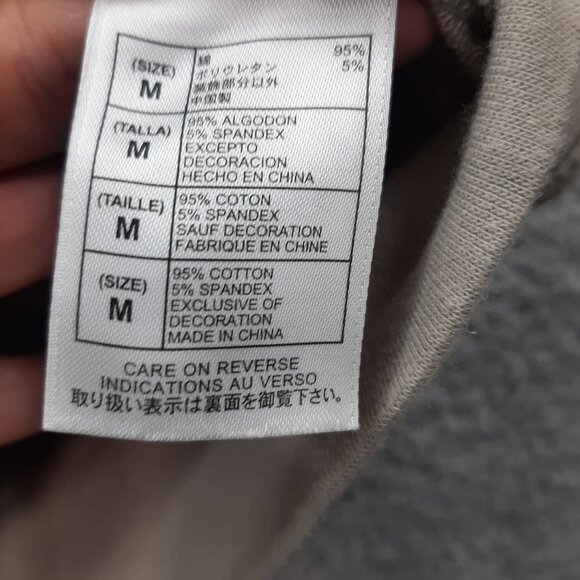 (SIZE)
M
綿 95%
ポリウレタン 5%
装飾部分以外
中国製
(TALLA)
M
95% ALGODON
5% SPANDEX
EXCEPTO
DECORACION
HECHO EN CHINA
(TAILLE)
M
95% COTON
5% SPANDEX
SAUF DECORATION
FABRIQUE EN CHINE
(SIZE)
M
95% COTTON
5% SPANDEX
EXCLUSIVE OF
DECORATION
MADE IN CHINA
CARE ON REVERSE
INDICATIONS AU VERSO
取り扱い表示は裏面を御覧下さい。